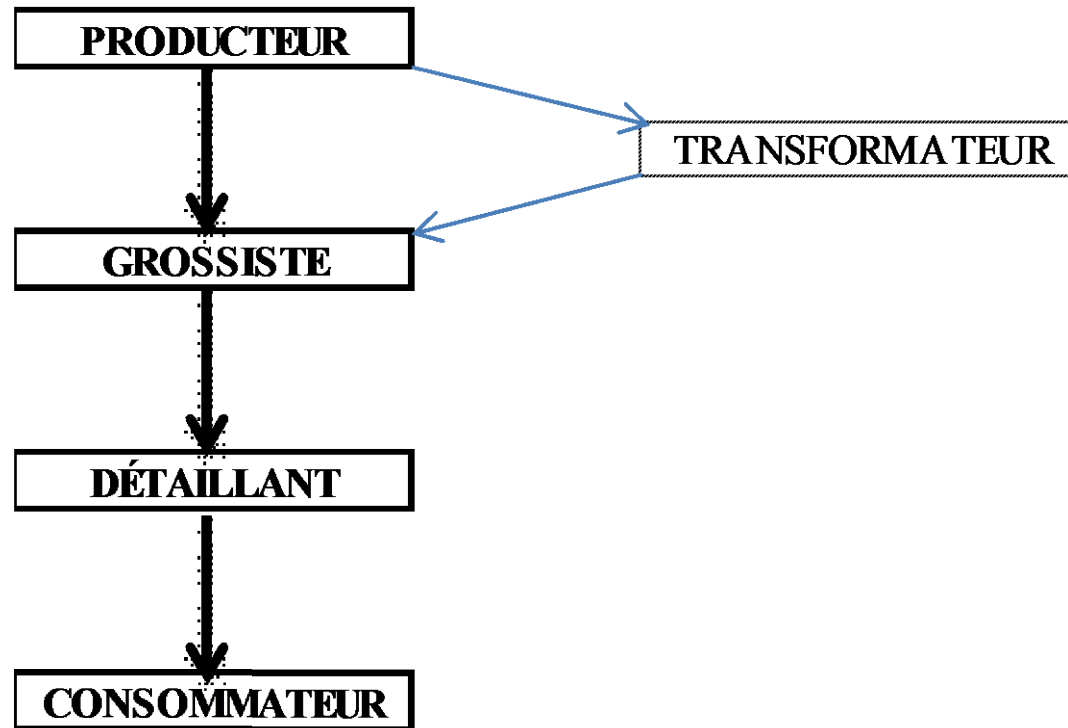 PRODUCTEUR
TRANSFORMATEUR
GROSSISTE
DÉTAILLANT
CONSOMMATEUR